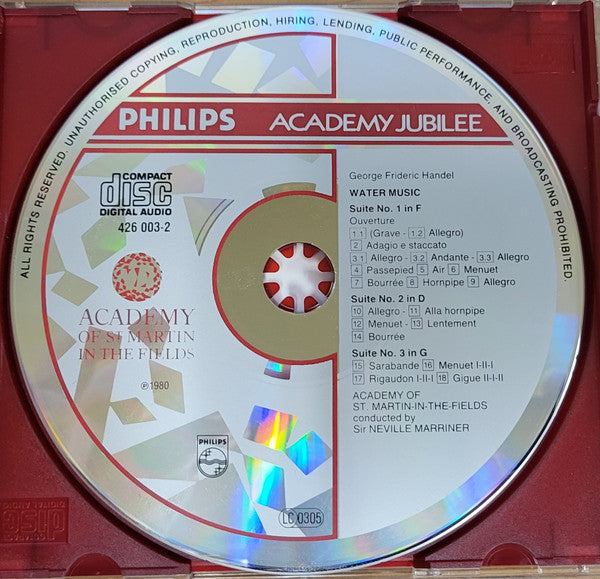 ALL RIGHTS RESERVED. UNAUTHORISED COPYING, REPRODUCTION, HIRING, LENDING, PUBLIC PERFORMANCE, AND BROADCASTING PROHIBITED.
PHILIPS ACADEMY JUBILEE
COMPACT
disc
DIGITAL AUDIO
426 003-2
ACADEMY
OF ST MARTIN
IN THE FIELDS
℗1980
PHILIPS
LC 0305
George Frideric Handel
WATER MUSIC
Suite No. 1 in F
Ouverture
1.1 (Grave - 1.2 Allegro)
2 Adagio e staccato
3.1 Allegro - 3.2 Andante - 3.3 Allegro
4 Passepied 5 Air 6 Menuet
7 Bourrée 8 Hornpipe 9 Allegro
Suite No. 2 in D
10 Allegro - 11 Alla hornpipe
12 Menuet - 13 Lentement
14 Bourrée
Suite No. 3 in G
15 Sarabande 16 Menuet I-II-I
17 Rigaudon I-II-I 18 Gigue II-I-II
ACADEMY OF
ST. MARTIN-IN-THE-FIELDS
conducted by
Sir NEVILLE MARRINER
COMPACT
disc
DIGITAL AUDIO